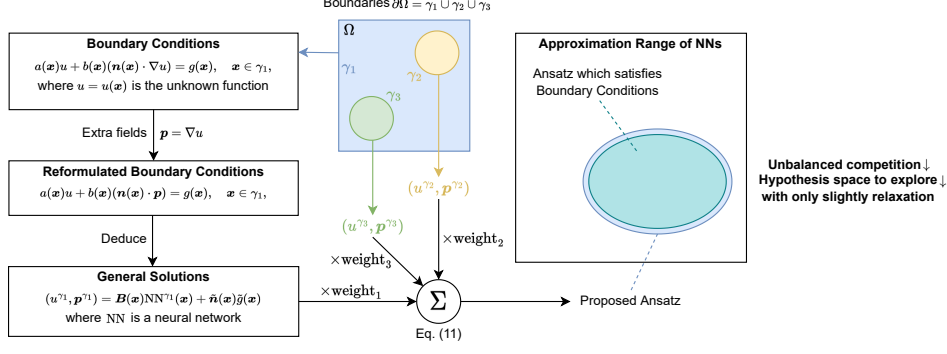 Boundaries ∂Ω = γ₁ ∪ γ₂ ∪ γ₃
Boundary Conditions
a(x)u + b(x)(n(x) · ∇u) = g(x),   x ∈ γ₁,
where u = u(x) is the unknown function
Extra fields   p = ∇u
Reformulated Boundary Conditions
a(x)u + b(x)(n(x) · p) = g(x),   x ∈ γ₁,
Deduce
General Solutions
(u^γ₁, p^γ₁) = B(x)NN^γ₁(x) + ñ(x)g̃(x)
where NN is a neural network
Ω
γ₁
γ₂
γ₃
(u^γ₂, p^γ₂)
(u^γ₃, p^γ₃)
×weight₂
×weight₃
×weight₁
Σ
Eq. (11)
Approximation Range of NNs
Ansatz which satisfies
Boundary Conditions
Proposed Ansatz
Unbalanced competition↓
Hypothesis space to explore↓
with only slightly relaxation